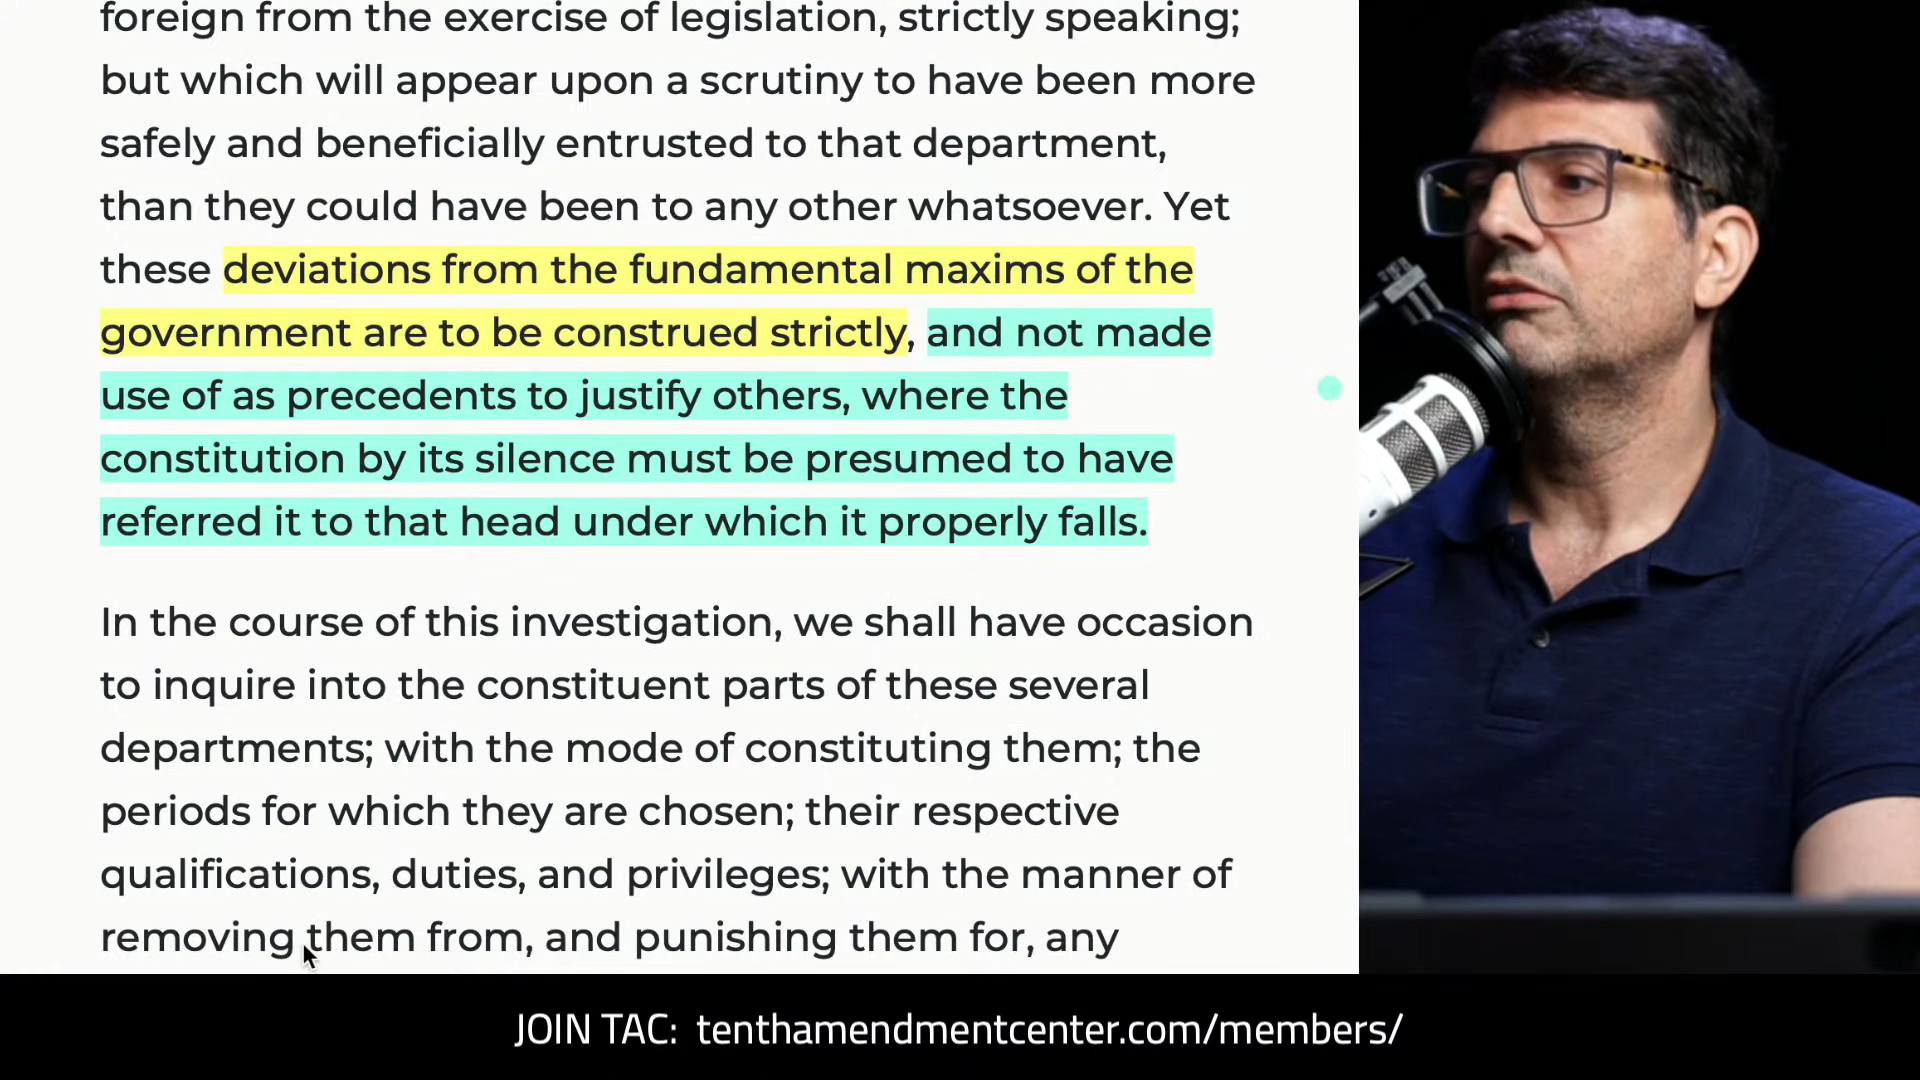 foreign from the exercise of legislation, strictly speaking;
but which will appear upon a scrutiny to have been more
safely and beneficially entrusted to that department,
than they could have been to any other whatsoever. Yet
these deviations from the fundamental maxims of the
government are to be construed strictly, and not made
use of as precedents to justify others, where the
constitution by its silence must be presumed to have
referred it to that head under which it properly falls.
In the course of this investigation, we shall have occasion
to inquire into the constituent parts of these several
departments; with the mode of constituting them; the
periods for which they are chosen; their respective
qualifications, duties, and privileges; with the manner of
removing them from, and punishing them for, any
JOIN TAC: tenthamendmentcenter.com/members/